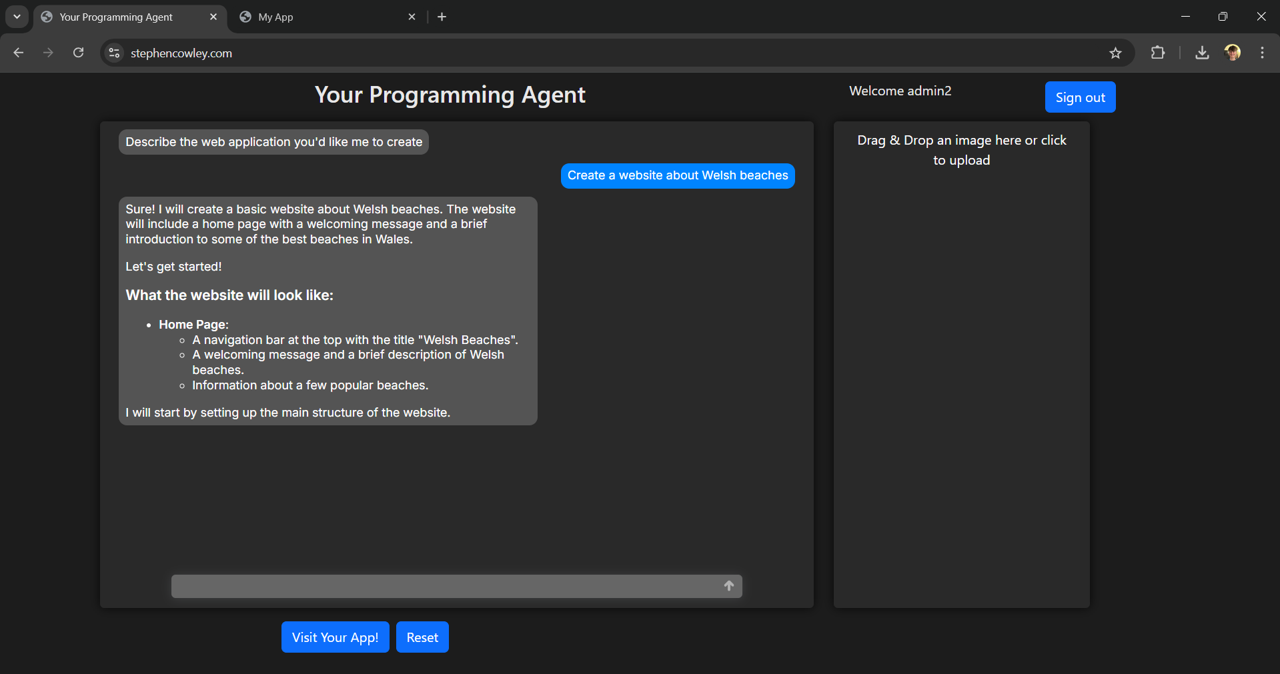 Your Programming Agent
My App
stephencowley.com
Your Programming Agent
Welcome admin2
Sign out
Describe the web application you'd like me to create
Create a website about Welsh beaches
Sure! I will create a basic website about Welsh beaches. The website
will include a home page with a welcoming message and a brief
introduction to some of the best beaches in Wales.
Let's get started!
What the website will look like:
Home Page:
A navigation bar at the top with the title "Welsh Beaches".
A welcoming message and a brief description of Welsh
beaches.
Information about a few popular beaches.
I will start by setting up the main structure of the website.
Drag & Drop an image here or click
to upload
Visit Your App!
Reset